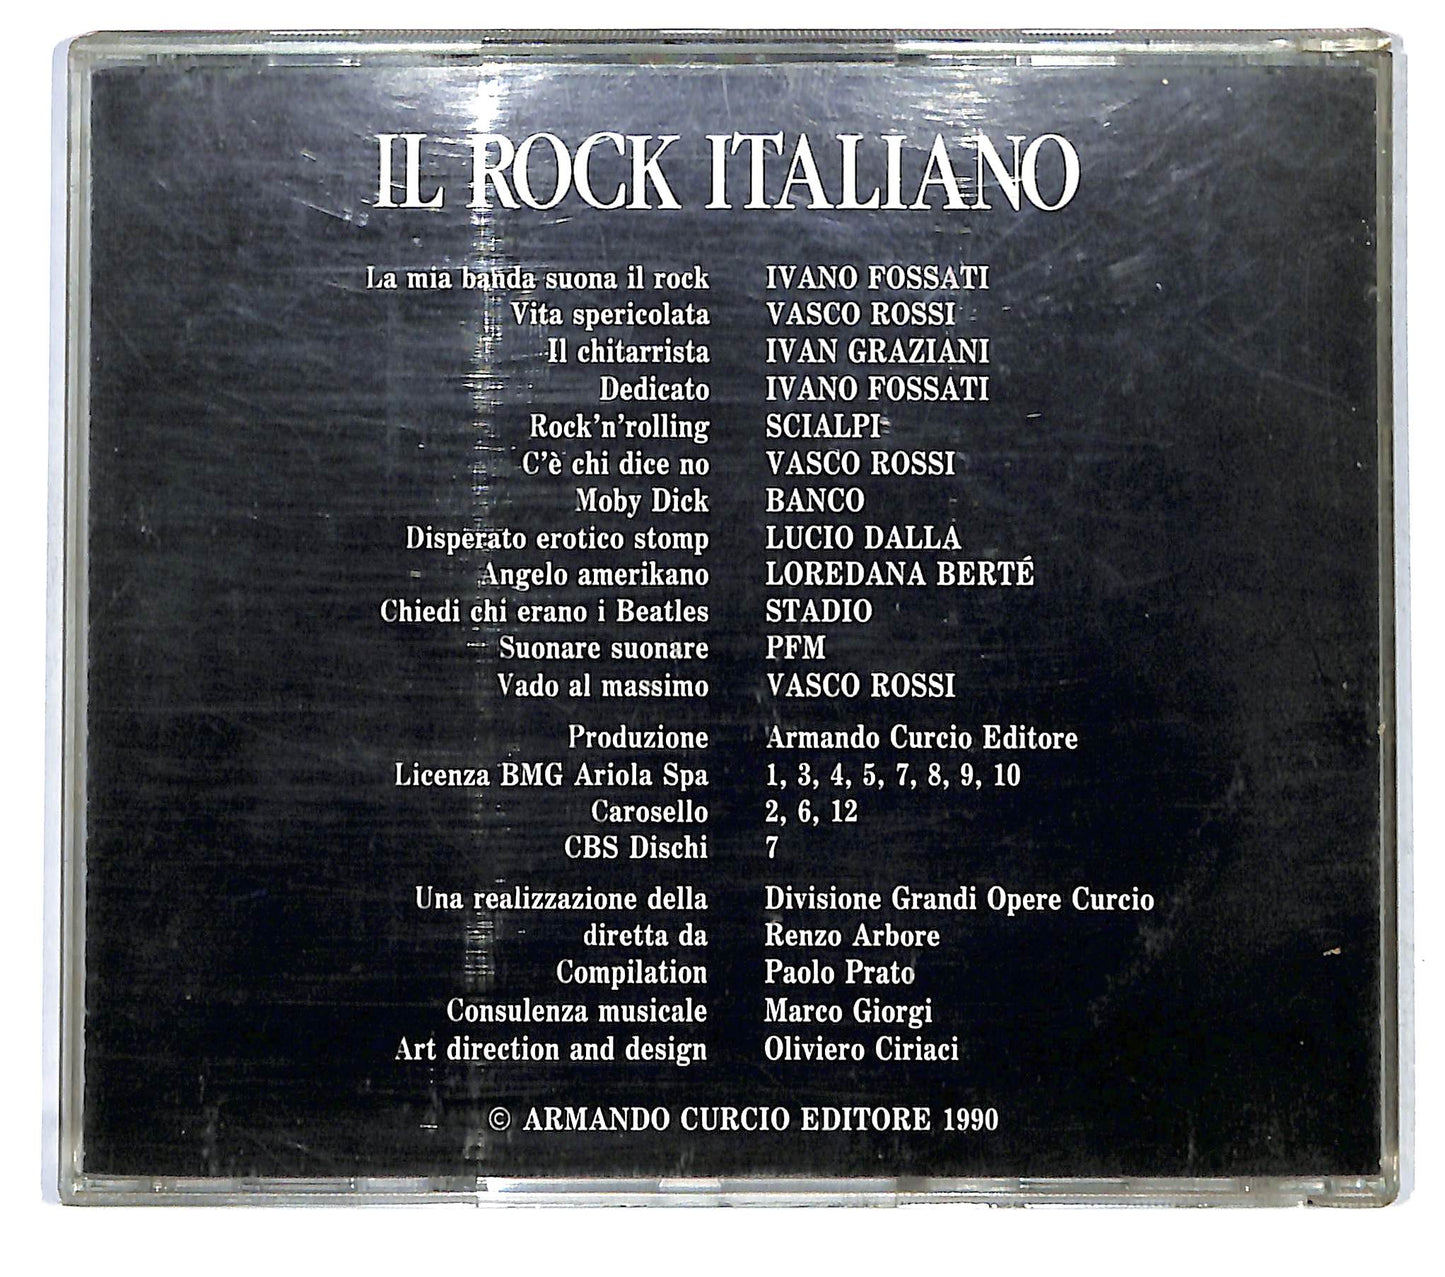 IL ROCK ITALIANO
La mia banda suona il rock IVANO FOSSATI
Vita spericolata VASCO ROSSI
Il chitarrista IVAN GRAZIANI
Dedicato IVANO FOSSATI
Rock'n'rolling SCIALPI
C'è chi dice no VASCO ROSSI
Moby Dick BANCO
Disperato erotico stomp LUCIO DALLA
Angelo amerikano LOREDANA BERTÉ
Chiedi chi erano i Beatles STADIO
Suonare suonare PFM
Vado al massimo VASCO ROSSI
Produzione Armando Curcio Editore
Licenza BMG Ariola Spa 1, 3, 4, 5, 7, 8, 9, 10
Carosello 2, 6, 12
CBS Dischi 7
Una realizzazione della Divisione Grandi Opere Curcio
diretta da Renzo Arbore
Compilation Paolo Prato
Consulenza musicale Marco Giorgi
Art direction and design Oliviero Ciriaci
© ARMANDO CURCIO EDITORE 1990